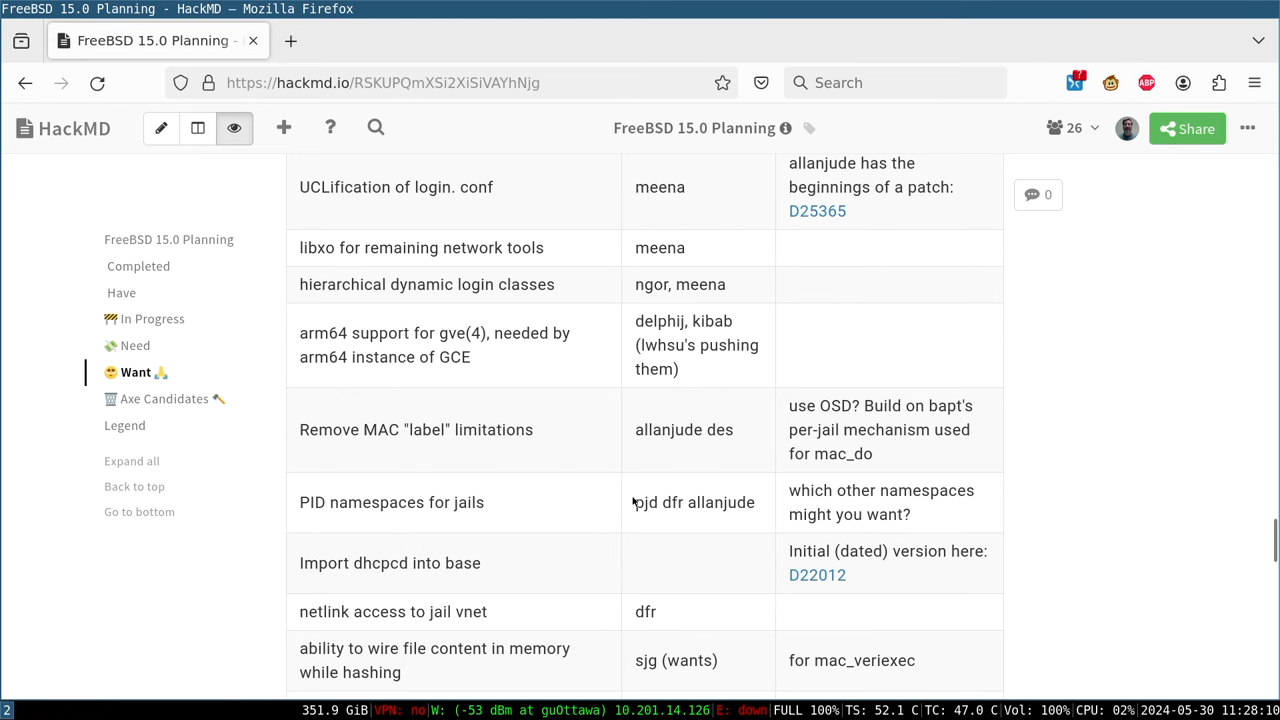 FreeBSD 15.0 Planning - HackMD — Mozilla Firefox
FreeBSD 15.0 Planning -
https://hackmd.io/RSKUPOmXSi2XiSiVAYhNjg
Search
7
ABP
HackMD
FreeBSD 15.0 Planning
26
Share
UCLification of login. conf
meena
allanjude has the
beginnings of a patch:
D25365
0
libxo for remaining network tools
meena
hierarchical dynamic login classes
ngor, meena
arm64 support for gve(4), needed by
arm64 instance of GCE
delphij, kibab
(lwhsu's pushing
them)
Remove MAC "label" limitations
allanjude des
use OSD? Build on bapt's
per-jail mechanism used
for mac_do
PID namespaces for jails
pjd dfr allanjude
which other namespaces
might you want?
Import dhcpcd into base
Initial (dated) version here:
D22012
netlink access to jail vnet
dfr
ability to wire file content in memory
while hashing
sjg (wants)
for mac_veriexec
FreeBSD 15.0 Planning
Completed
Have
🚧 In Progress
💸 Need
🥺 Want 🙏
🗑️ Axe Candidates 🪓
Legend
Expand all
Back to top
Go to bottom
2
351.9 GiB|VPN: no|W: (-53 dBm at guOttawa) 10.201.14.126|E: down|FULL 100%|TS: 52.1 C|TC: 47.0 C|Vol: 100%|CPU: 02%|2024-05-30 11:28:10